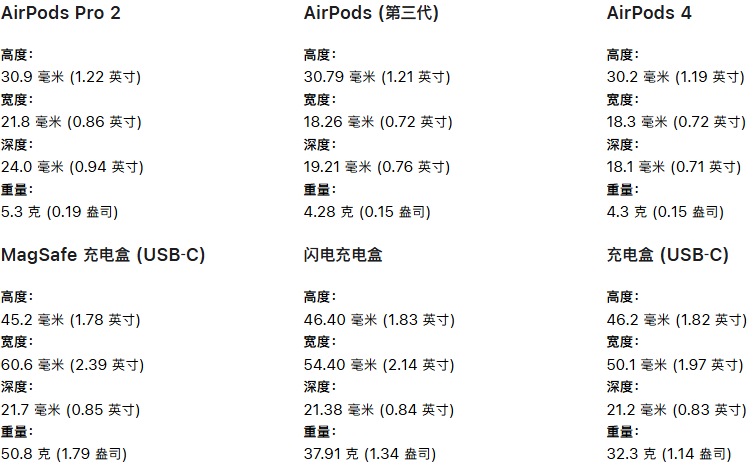 AirPods Pro 2
高度：
30.9 毫米 (1.22 英寸)
宽度：
21.8 毫米 (0.86 英寸)
深度：
24.0 毫米 (0.94 英寸)
重量：
5.3 克 (0.19 盎司)
MagSafe 充电盒 (USB-C)
高度：
45.2 毫米 (1.78 英寸)
宽度：
60.6 毫米 (2.39 英寸)
深度：
21.7 毫米 (0.85 英寸)
重量：
50.8 克 (1.79 盎司)
AirPods (第三代)
高度：
30.79 毫米 (1.21 英寸)
宽度：
18.26 毫米 (0.72 英寸)
深度：
19.21 毫米 (0.76 英寸)
重量：
4.28 克 (0.15 盎司)
闪电充电盒
高度：
46.40 毫米 (1.83 英寸)
宽度：
54.40 毫米 (2.14 英寸)
深度：
21.38 毫米 (0.84 英寸)
重量：
37.91 克 (1.34 盎司)
AirPods 4
高度：
30.2 毫米 (1.19 英寸)
宽度：
18.3 毫米 (0.72 英寸)
深度：
18.1 毫米 (0.71 英寸)
重量：
4.3 克 (0.15 盎司)
充电盒 (USB-C)
高度：
46.2 毫米 (1.82 英寸)
宽度：
50.1 毫米 (1.97 英寸)
深度：
21.2 毫米 (0.83 英寸)
重量：
32.3 克 (1.14 盎司)